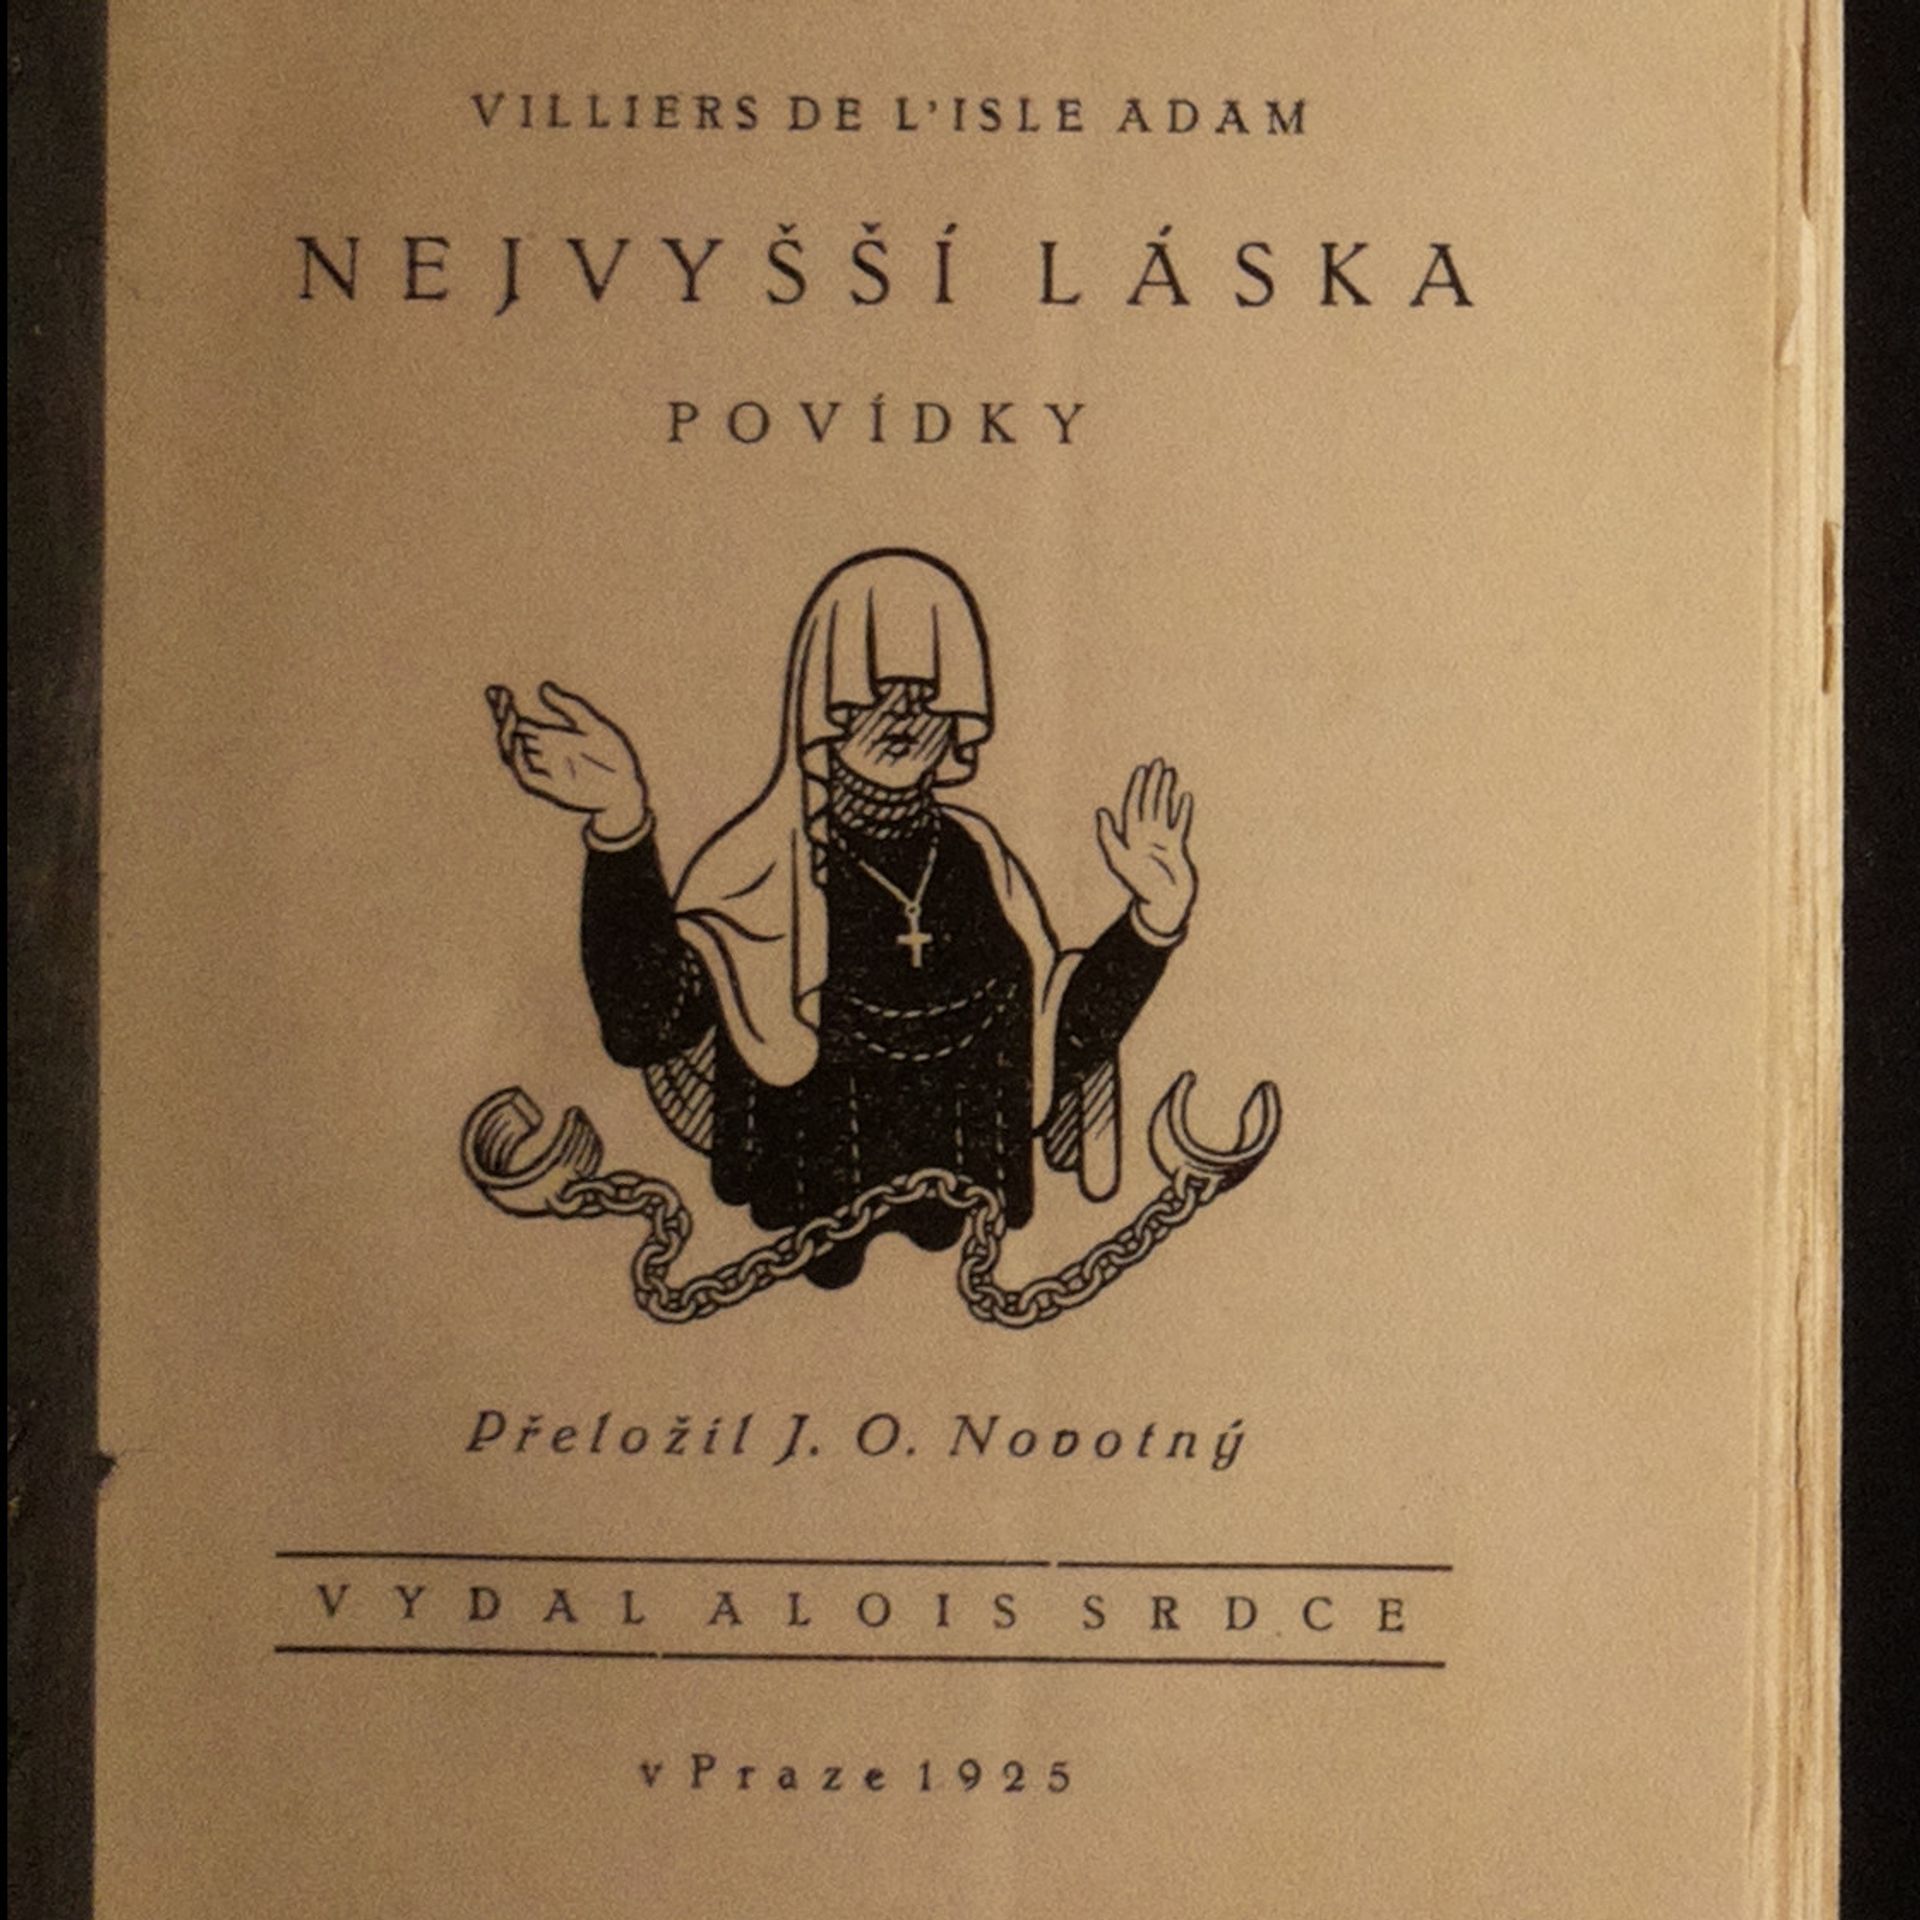 VILLIERS DE L'ISLE ADAM
NEJVYŠŠÍ LÁSKA
POVÍDKY
Přeložil J. O. Novotný
VYDAL ALOIS SRDCE
v Praze 1925